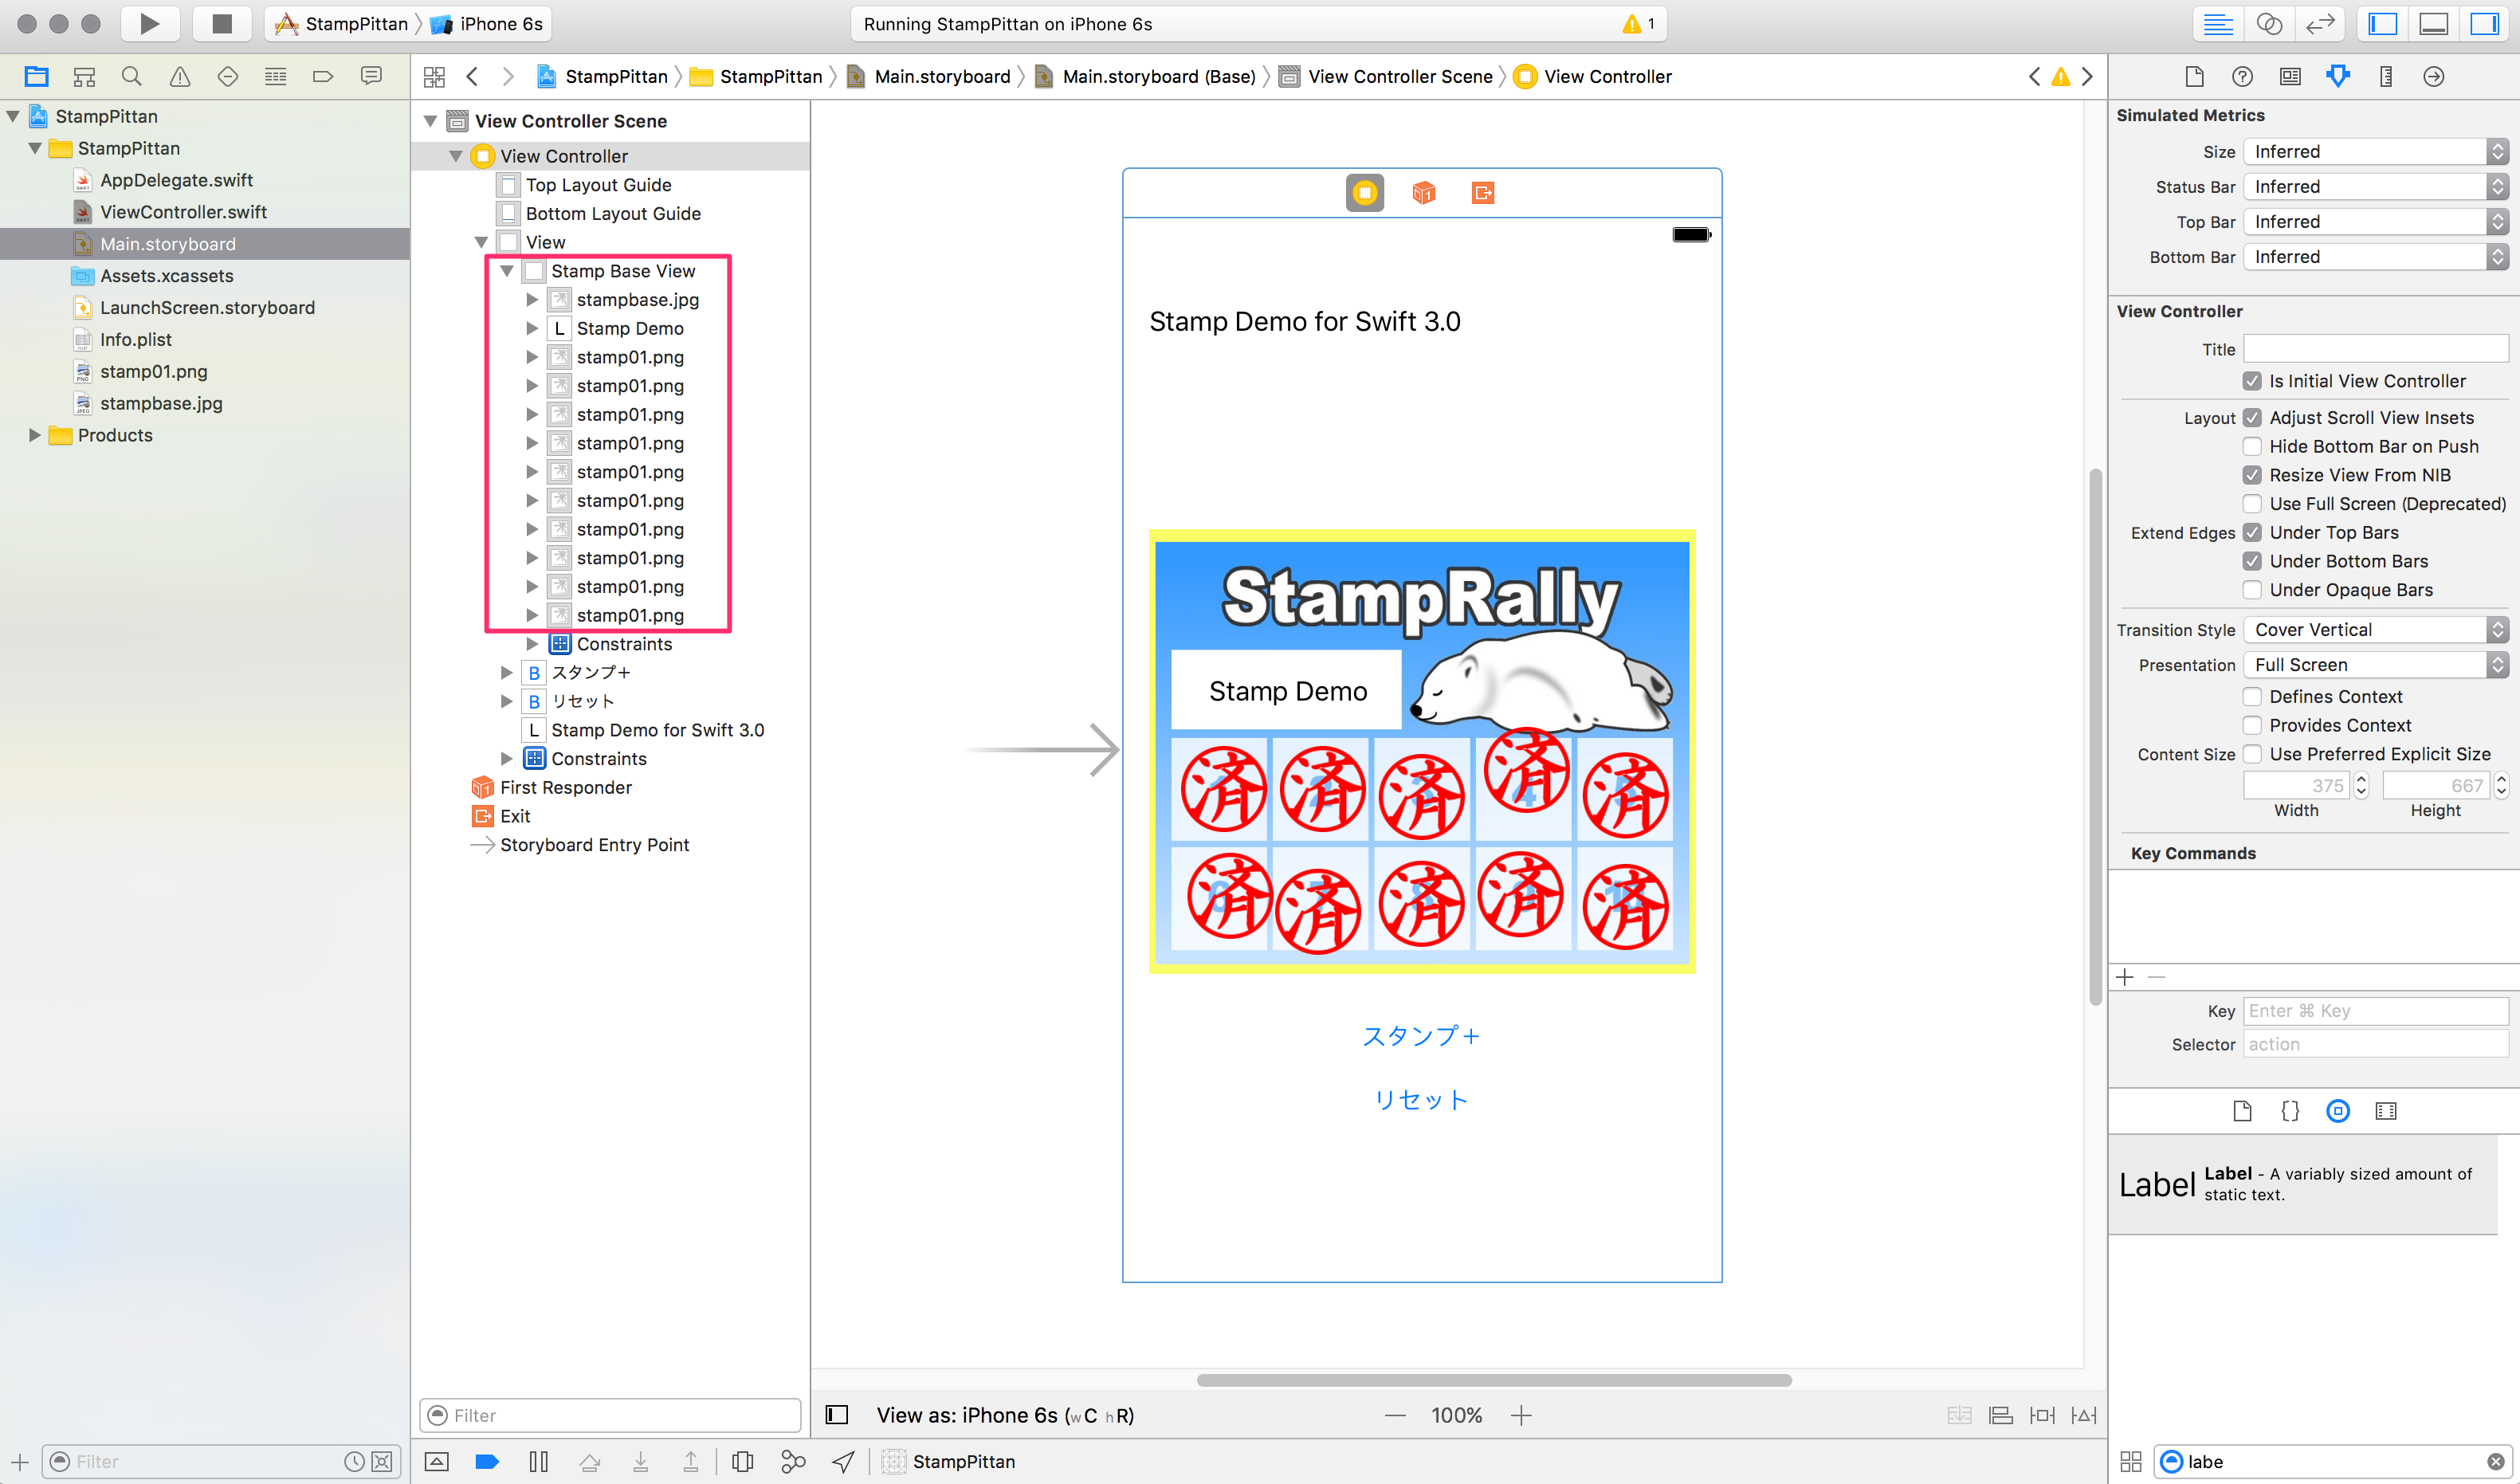 StampPittan
iPhone 6s
Running StampPittan on iPhone 6s
1
StampPittan
StampPittan
Main.storyboard
Main.storyboard (Base)
View Controller Scene
View Controller
StampPittan
StampPittan
AppDelegate.swift
ViewController.swift
Main.storyboard
Assets.xcassets
LaunchScreen.storyboard
Info.plist
stamp01.png
stampbase.jpg
Products
Filter
View Controller Scene
View Controller
Top Layout Guide
Bottom Layout Guide
View
Stamp Base View
stampbase.jpg
L Stamp Demo
stamp01.png
stamp01.png
stamp01.png
stamp01.png
stamp01.png
stamp01.png
stamp01.png
stamp01.png
stamp01.png
stamp01.png
Constraints
B スタンプ＋
B リセット
L Stamp Demo for Swift 3.0
Constraints
First Responder
Exit
Storyboard Entry Point
Filter
Stamp Demo for Swift 3.0
StampRally
Stamp Demo
済 済 済 済 済
済 済 済 済 済
スタンプ＋
リセット
View as: iPhone 6s (wC hR)
100%
StampPittan
Simulated Metrics
Size Inferred
Status Bar Inferred
Top Bar Inferred
Bottom Bar Inferred
View Controller
Title
Is Initial View Controller
Layout Adjust Scroll View Insets
Hide Bottom Bar on Push
Resize View From NIB
Use Full Screen (Deprecated)
Extend Edges Under Top Bars
Under Bottom Bars
Under Opaque Bars
Transition Style Cover Vertical
Presentation Full Screen
Defines Context
Provides Context
Content Size Use Preferred Explicit Size
375 667
Width Height
Key Commands
Key Enter ⌘ Key
Selector action
Label Label - A variably sized amount of
static text.
labe